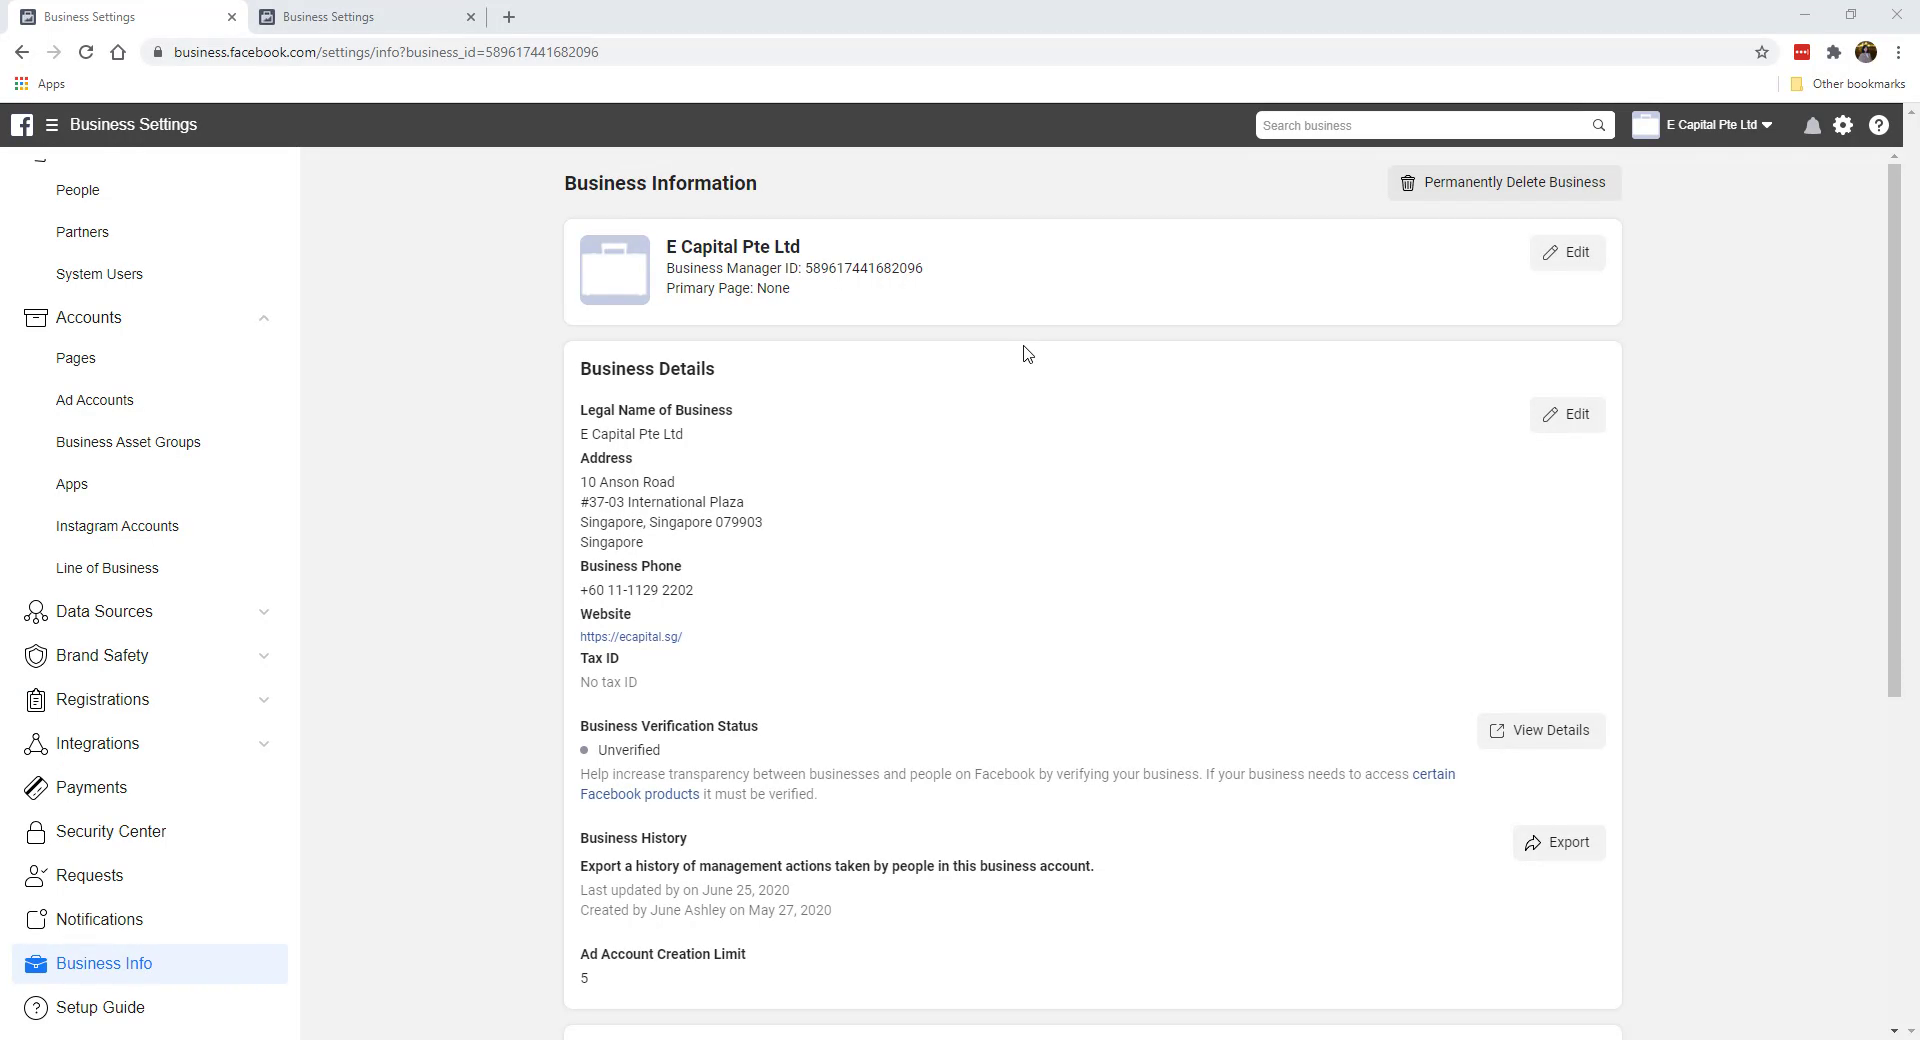 Business Settings
Business Settings
business.facebook.com/settings/info?business_id=589617441682096
Apps
Other bookmarks
Business Settings
Search business
E Capital Pte Ltd
People
Partners
System Users
Accounts
Pages
Ad Accounts
Business Asset Groups
Apps
Instagram Accounts
Line of Business
Data Sources
Brand Safety
Registrations
Integrations
Payments
Security Center
Requests
Notifications
Business Info
Setup Guide
Business Information
Permanently Delete Business
E Capital Pte Ltd
Business Manager ID: 589617441682096
Primary Page: None
Edit
Business Details
Legal Name of Business
Edit
E Capital Pte Ltd
Address
10 Anson Road
#37-03 International Plaza
Singapore, Singapore 079903
Singapore
Business Phone
+60 11-1129 2202
Website
https://ecapital.sg/
Tax ID
No tax ID
Business Verification Status
View Details
Unverified
Help increase transparency between businesses and people on Facebook by verifying your business. If your business needs to access certain
Facebook products it must be verified.
Business History
Export
Export a history of management actions taken by people in this business account.
Last updated by on June 25, 2020
Created by June Ashley on May 27, 2020
Ad Account Creation Limit
5